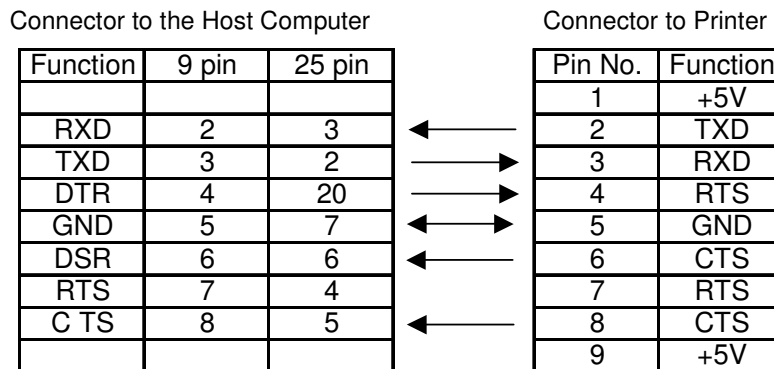 Connector to the Host Computer Connector to Printer
Function 9 pin 25 pin Pin No. Function
1 +5V
RXD 2 3 2 TXD
TXD 3 2 3 RXD
DTR 4 20 4 RTS
GND 5 7 5 GND
DSR 6 6 6 CTS
RTS 7 4 7 RTS
C TS 8 5 8 CTS
9 +5V